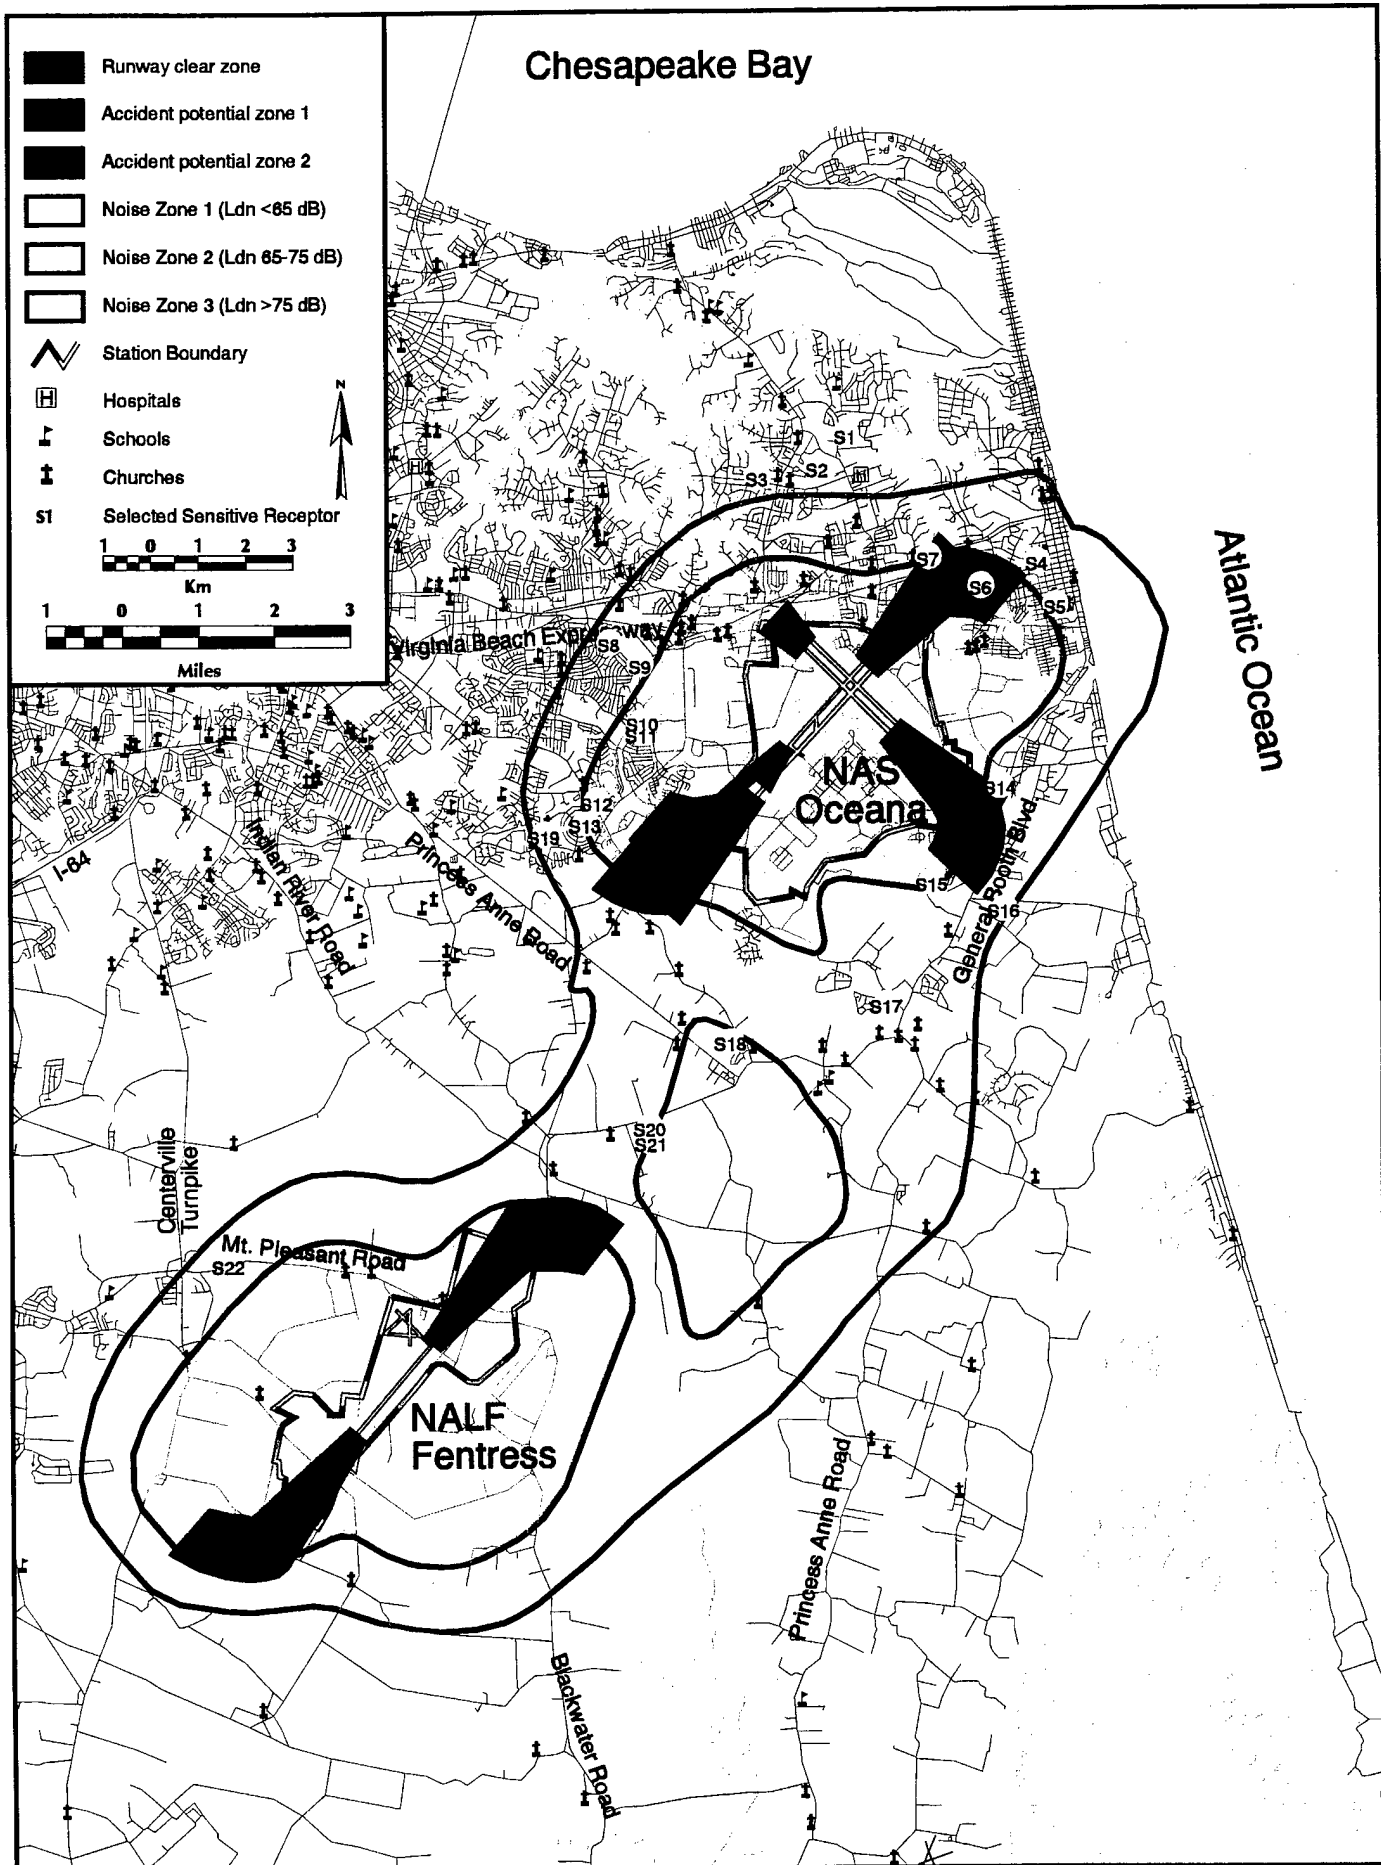 Chesapeake Bay
Runway clear zone
Accident potential zone 1
Accident potential zone 2
Noise Zone 1 (Ldn <65 dB)
Noise Zone 2 (Ldn 65-75 dB)
Noise Zone 3 (Ldn >75 dB)
Station Boundary
H Hospitals
Schools
Churches
S1 Selected Sensitive Receptor
N
1 0 1 2 3
Km
1 0 1 2 3
Miles
S1
S2
S3
H
H
S7
S4
S6
S5
Atlantic Ocean
Virginia Beach Expressway
S8
S9
S10
S11
NAS
Oceana
S14
S12
S13
S19
General Booth Blvd.
I-64
Indian River Road
Princess Anne Road
S15
S16
S17
S18
S20
S21
Centerville
Turnpike
Mt. Pleasant Road
S22
NALF
Fentress
Princess Anne Road
Blackwater Road